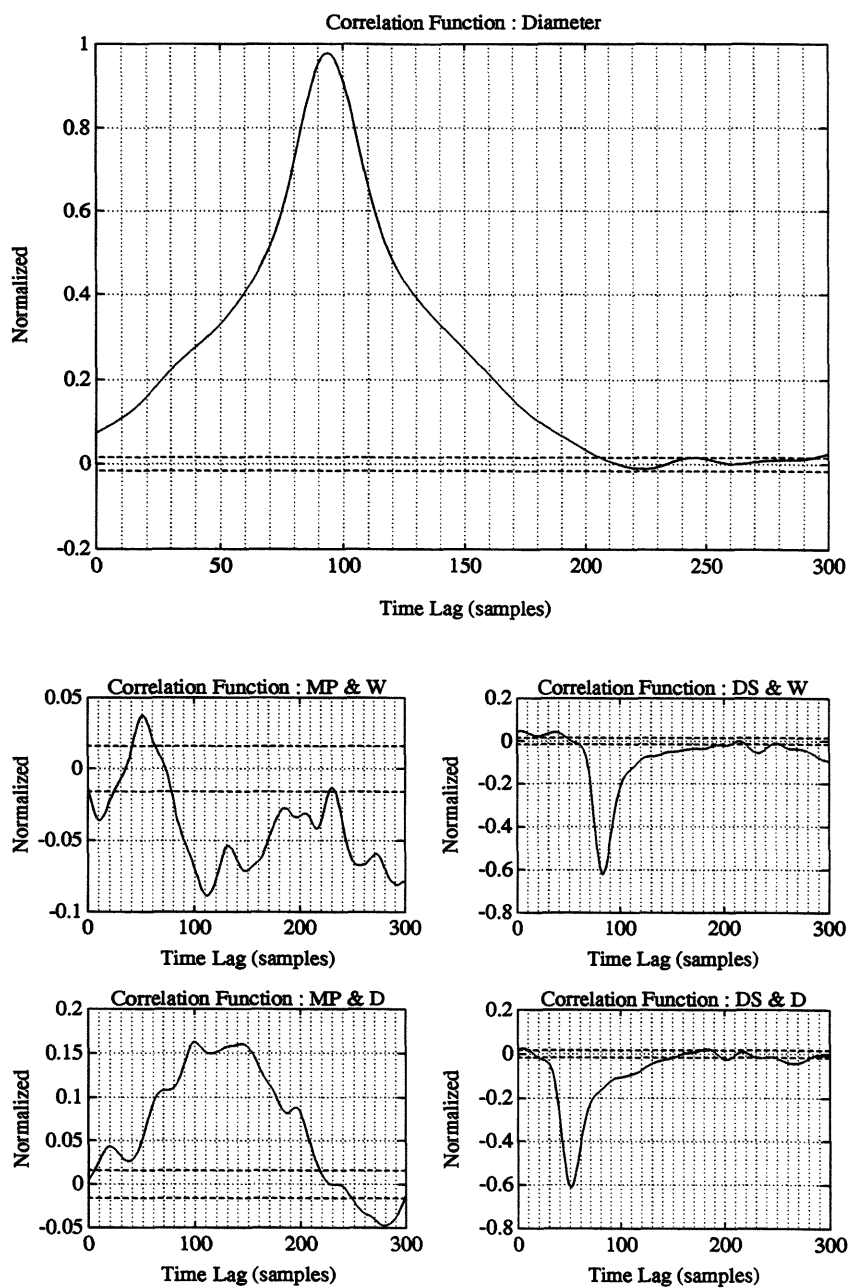 Correlation Function : Diameter
1
0.8
0.6
0.4
0.2
0
-0.2
Normalized
0 50 100 150 200 250 300
Time Lag (samples)
Correlation Function : MP & W
0.05
0
-0.05
-0.1
Normalized
0 100 200 300
Time Lag (samples)
Correlation Function : DS & W
0.2
0
-0.2
-0.4
-0.6
-0.8
Normalized
0 100 200 300
Time Lag (samples)
Correlation Function : MP & D
0.2
0.15
0.1
0.05
0
-0.05
Normalized
0 100 200 300
Time Lag (samples)
Correlation Function : DS & D
0.2
0
-0.2
-0.4
-0.6
-0.8
Normalized
0 100 200 300
Time Lag (samples)